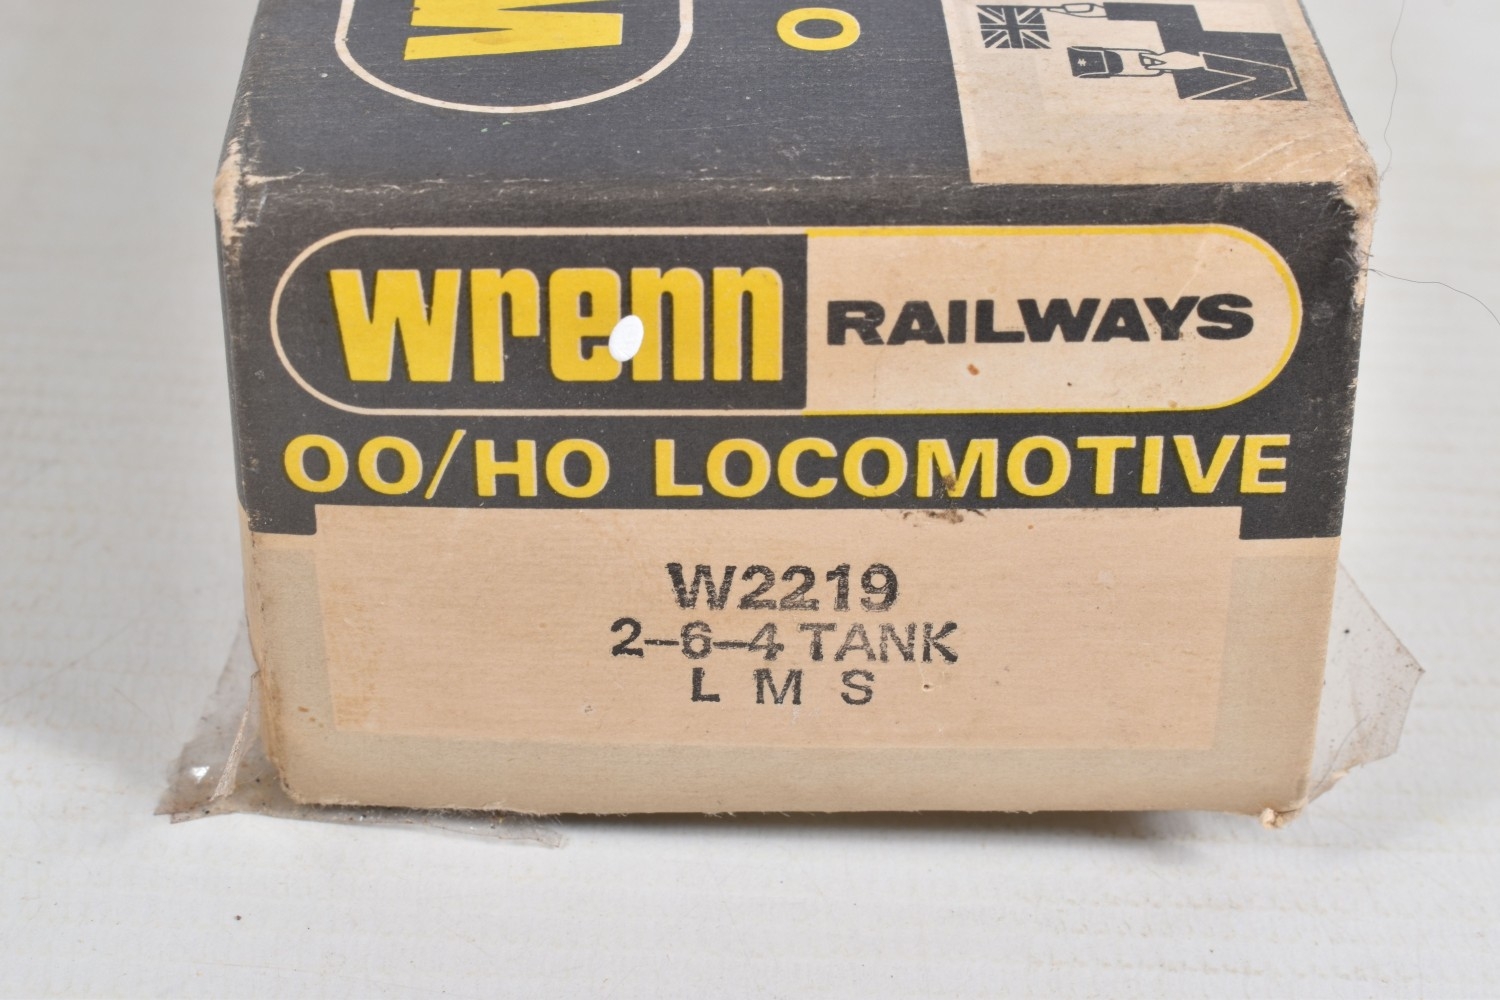 wrenn RAILWAYS
OO/HO LOCOMOTIVE
W2219
2-6-4 TANK
L M S